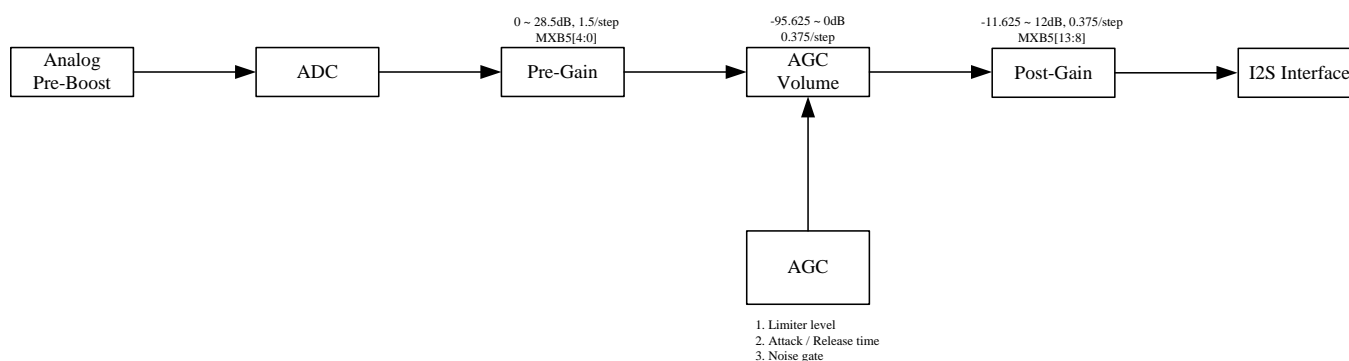 0 ~ 28.5dB, 1.5/step
MXB5[4:0]
-95.625 ~ 0dB
0.375/step
-11.625 ~ 12dB, 0.375/step
MXB5[13:8]
Analog
Pre-Boost
ADC
Pre-Gain
AGC
Volume
Post-Gain
I2S Interface
AGC
1. Limiter level
2. Attack / Release time
3. Noise gate